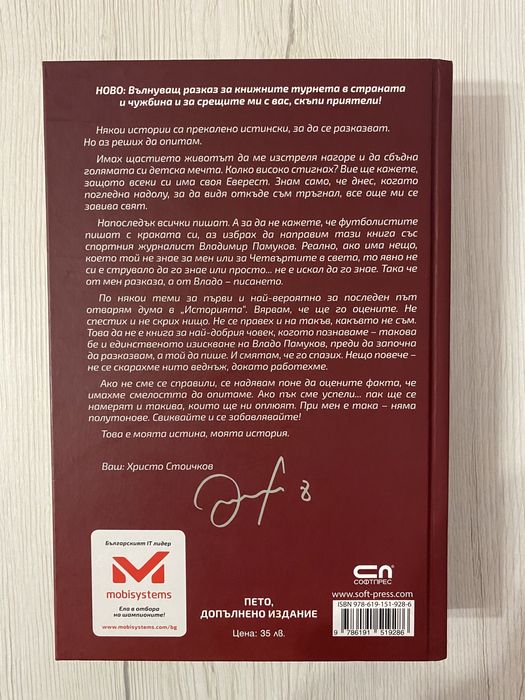 НОВО: Вълнуващ разказ за книжните турнета в страната
и чужбина и за срещите ми с вас, скъпи приятели!
Някои истории са прекалено истински, за да се разказват.
Но аз реших да опитам.
Имах щастието животът да ме изстреля нагоре и да сбъдна
голямата си детска мечта. Колко високо стигнах? Вие ще кажете,
защото всеки си има своя Еверест. Знам само, че днес, когато
погледна надолу, за да видя откъде съм тръгнал, все още ми се
завива свят.
Напоследък всички пишат. А за да не кажете, че футболистите
пишат с краката си, аз избрах да направим тази книга със
спортния журналист Владимир Памуков. Реално, ако има нещо,
което той не знае за мен или за Четвъртите в света, то явно не
си е струвало да го знае или просто... не е искал да го знае. Така че
от мен разказа, а от Владо – писането.
По някои теми за първи и най-вероятно за последен път
отварям дума в „Историята“. Вярвам, че ще го оцените. Не
спестих и не скрих нищо. Не се правех и на такъв, какъвто не съм.
Това да не е книга за най-добрия човек, когото познаваме – такова
бе и единственото изискване на Владо Памуков, преди да започна
да разказвам, а той да пише. И смятам, че го спазих. Нещо повече –
не се скарахме нито веднъж, докато работехме.
Ако не сме се справили, се надявам поне да оцените факта, че
имахме смелостта да опитаме. Ако пък сме успели... пак ще се
намерят и такива, които ще ни оплюят. При мен е така – няма
полутонове. Свиквайте и се забавлявайте!
Това е моята истина, моята история.
Ваш: Христо Стоичков
8
Българският IT лидер
mobisystems
Ела в отбора
на шампионите!
www.mobisystems.com/bg
ПЕТО,
ДОПЪЛНЕНО ИЗДАНИЕ
Цена: 35 лв.
СОФТПРЕС
www.soft-press.com
ISBN 978-619-151-928-6
9 786191 519286